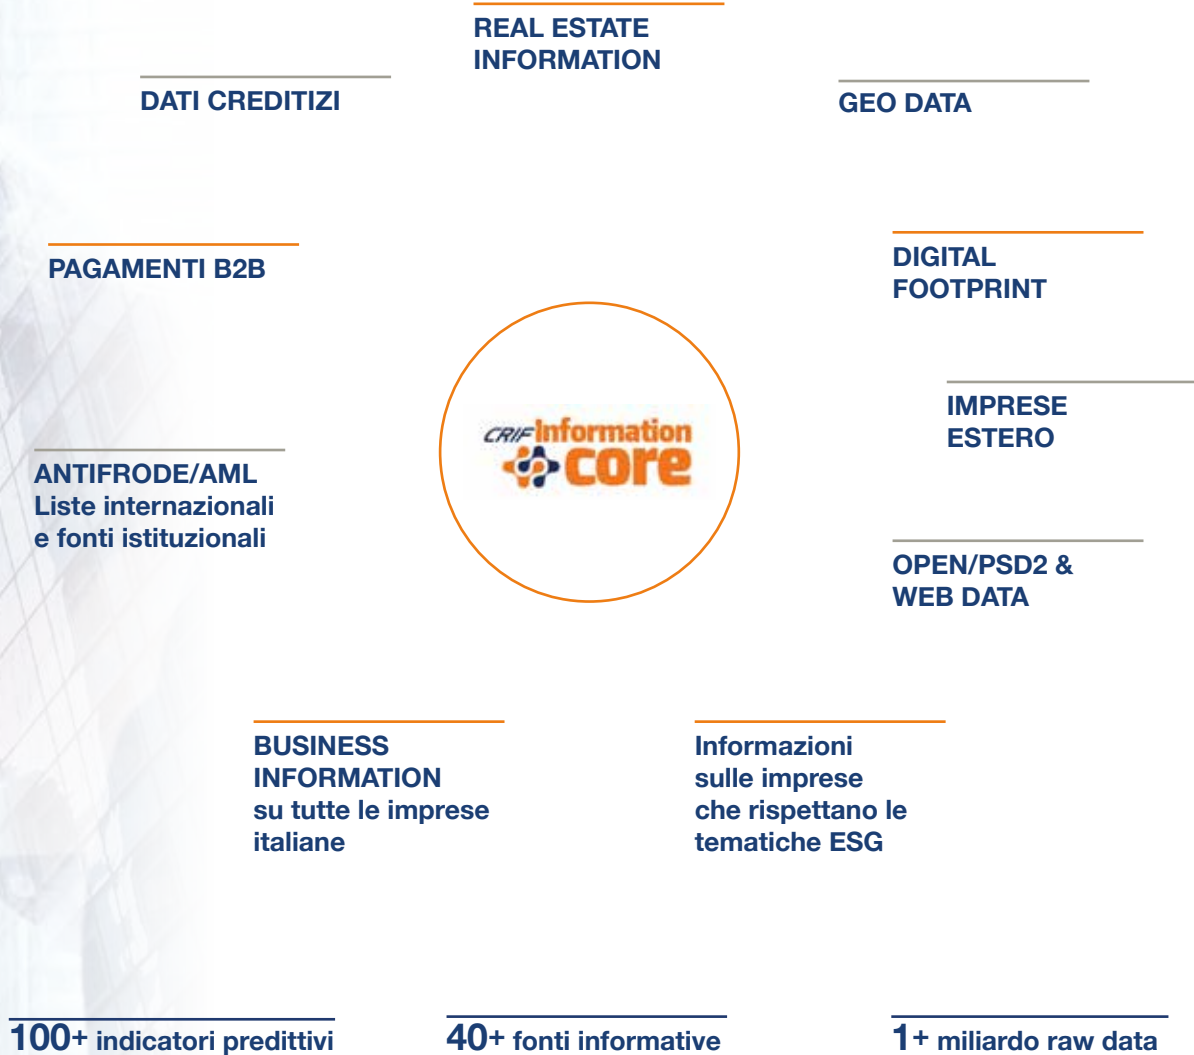 REAL ESTATE
INFORMATION
DATI CREDITIZI
GEO DATA
PAGAMENTI B2B
DIGITAL
FOOTPRINT
IMPRESE
ESTERO
CRIF Information
core
ANTIFRODE/AML
Liste internazionali
e fonti istituzionali
OPEN/PSD2 &
WEB DATA
BUSINESS
INFORMATION
su tutte le imprese
italiane
Informazioni
sulle imprese
che rispettano le
tematiche ESG
100+ indicatori predittivi
40+ fonti informative
1+ miliardo raw data